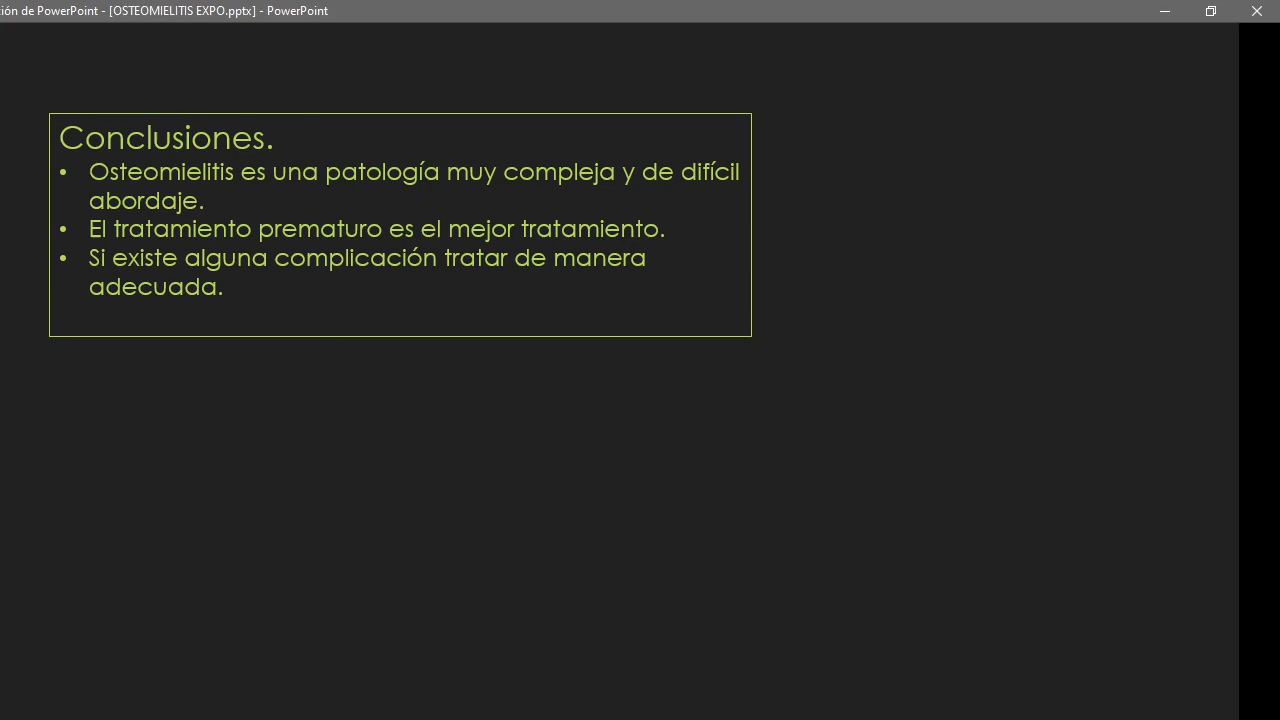 ión de PowerPoint - [OSTEOMIELITIS EXPO.pptx] - PowerPoint
Conclusiones.
• Osteomielitis es una patología muy compleja y de difícil
abordaje.
• El tratamiento prematuro es el mejor tratamiento.
• Si existe alguna complicación tratar de manera
adecuada.